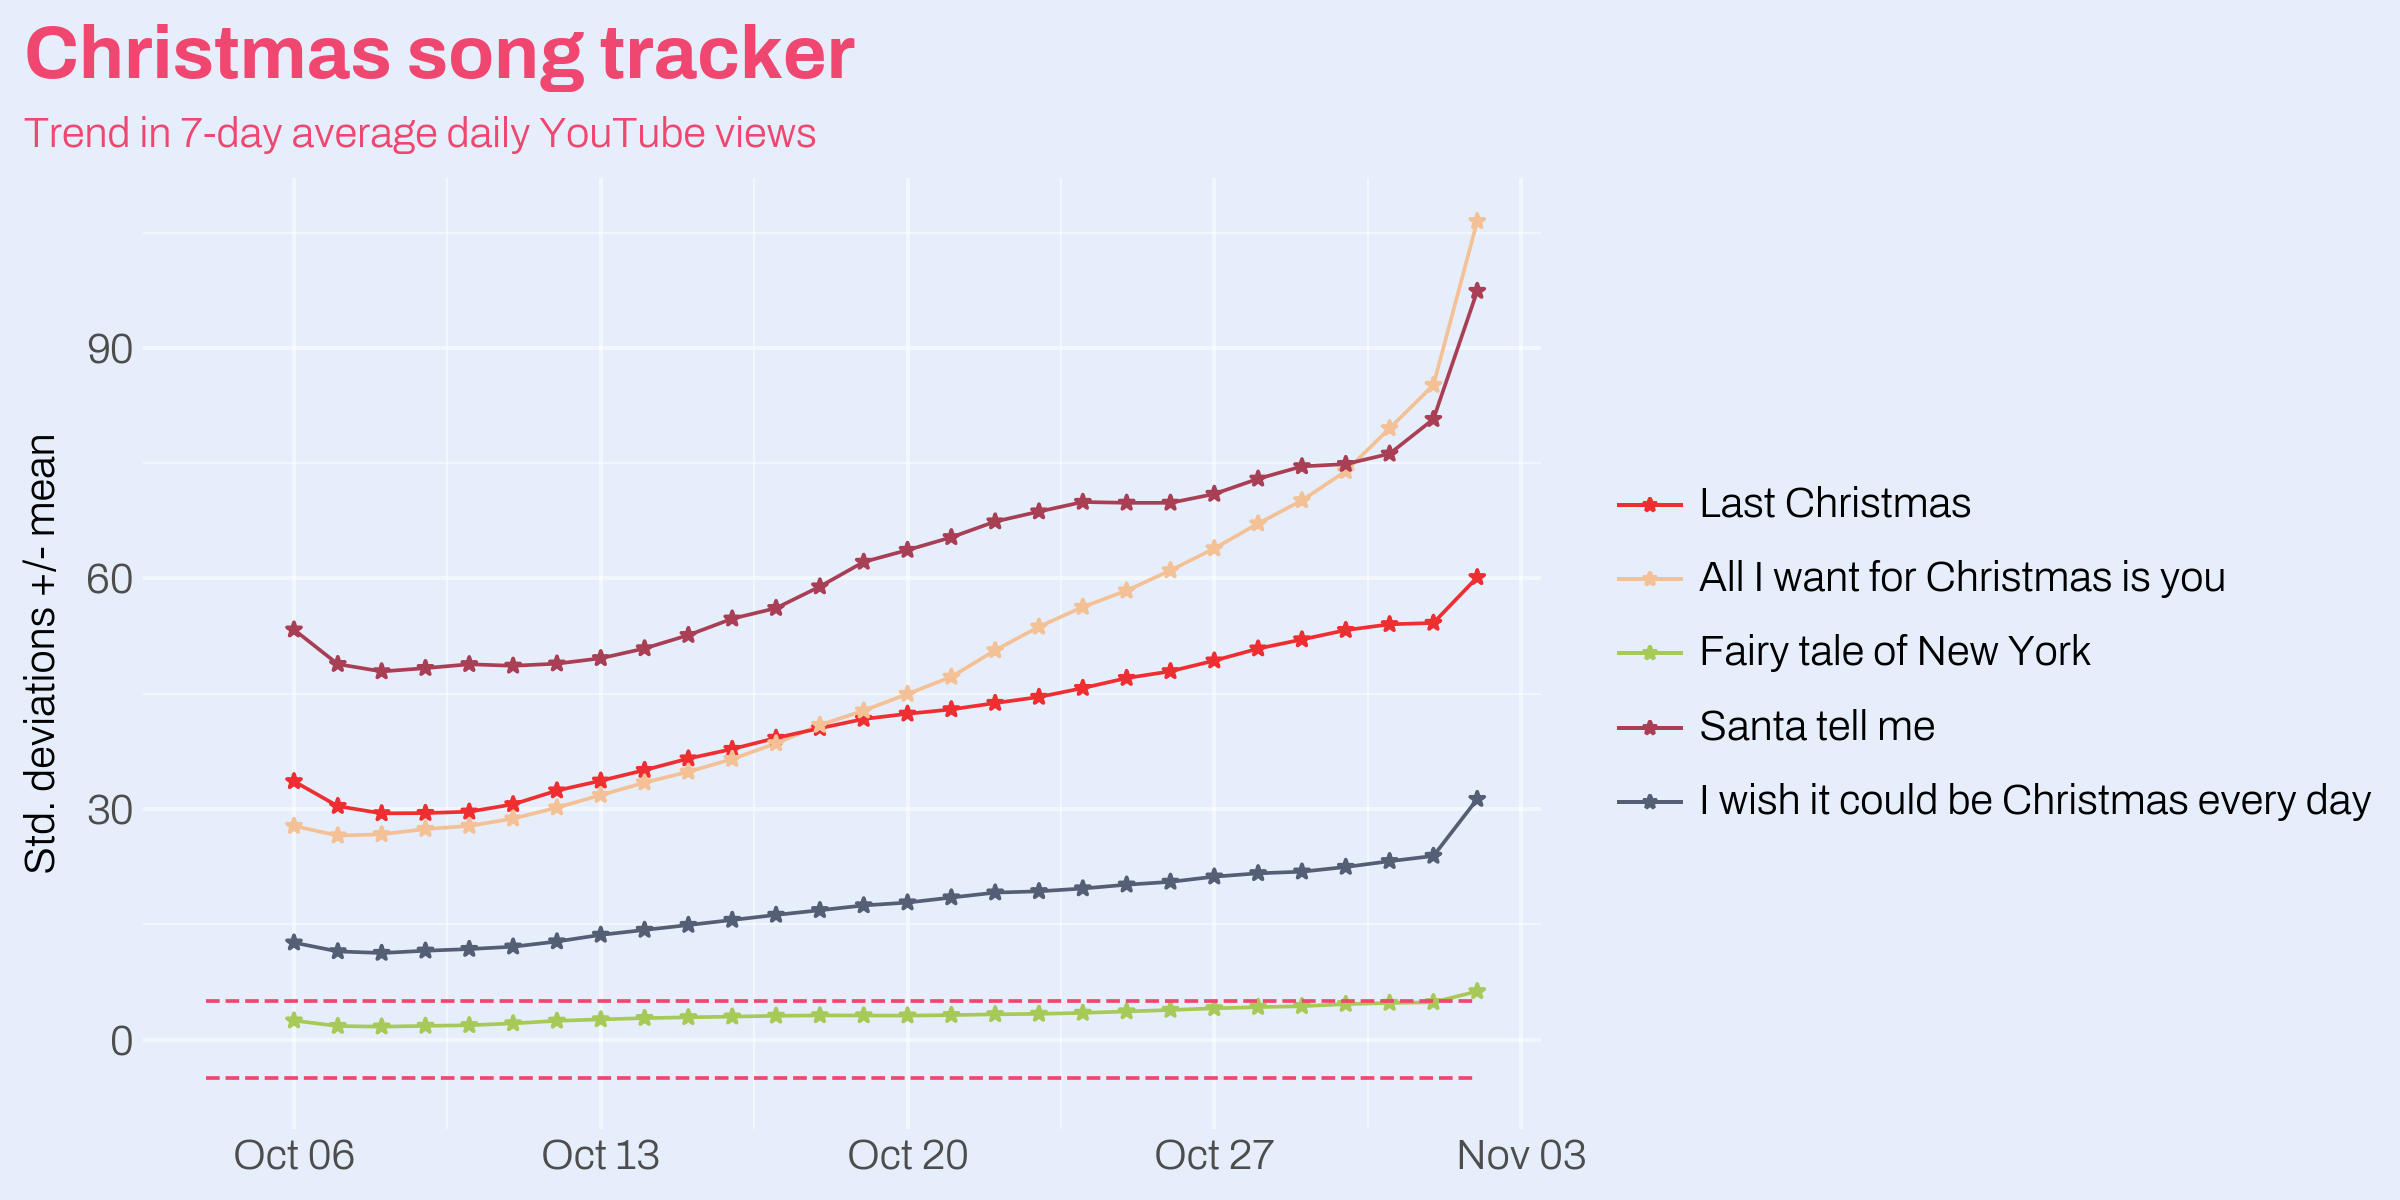 Christmas song tracker
Trend in 7-day average daily YouTube views
Std. deviations +/- mean
90
60
30
0
Oct 06
Oct 13
Oct 20
Oct 27
Nov 03
Last Christmas
All I want for Christmas is you
Fairy tale of New York
Santa tell me
I wish it could be Christmas every day